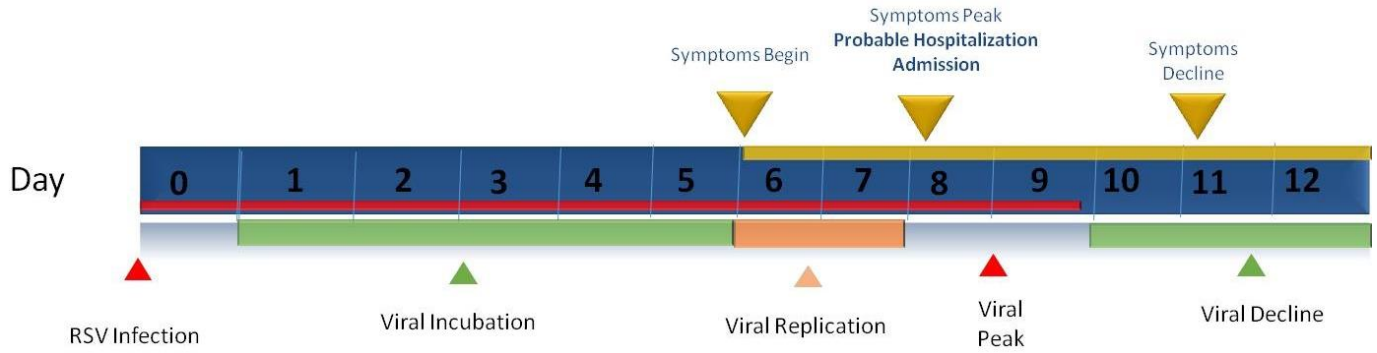 Symptoms Peak
Probable Hospitalization
Admission
Symptoms Begin
Symptoms
Decline
Day 0 1 2 3 4 5 6 7 8 9 10 11 12
RSV Infection
Viral Incubation
Viral Replication
Viral
Peak
Viral Decline